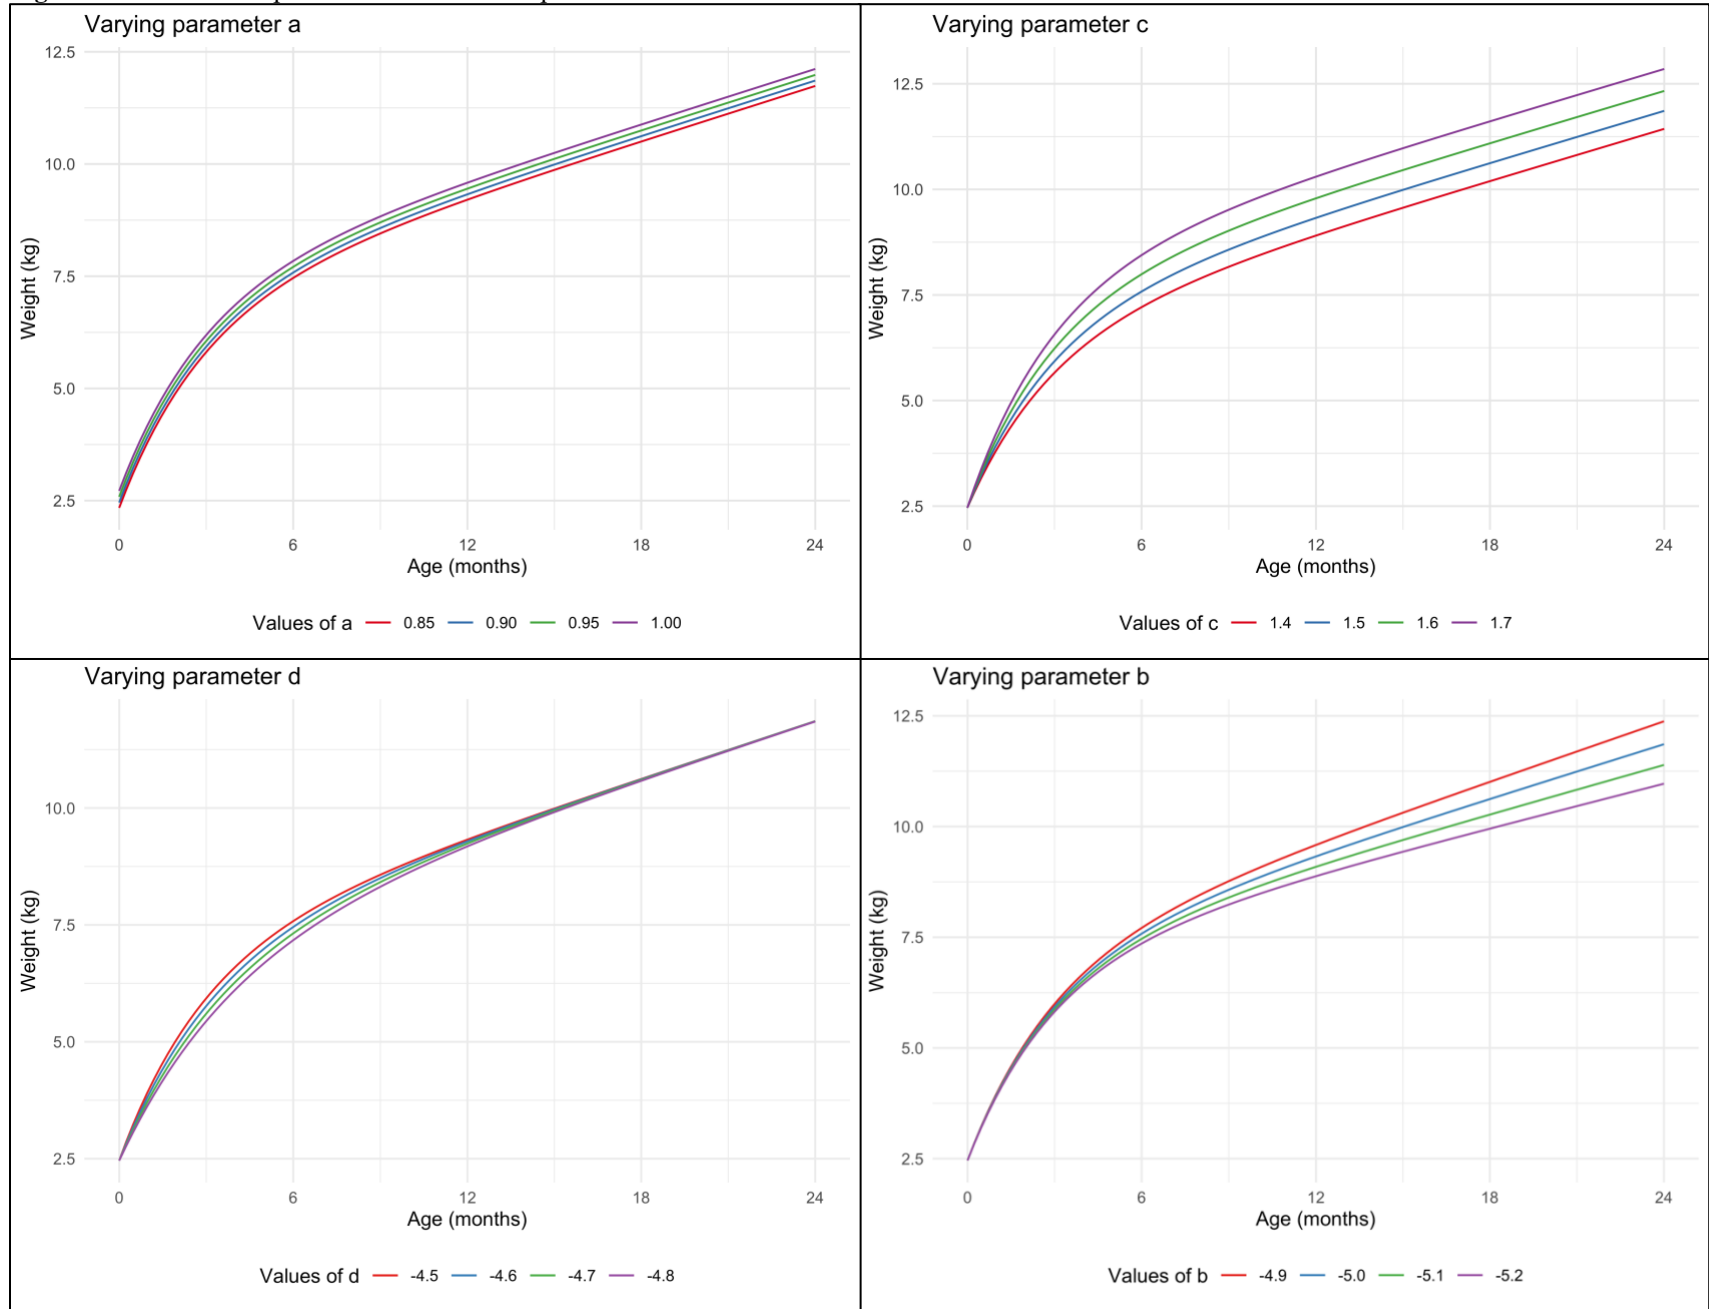 Varying parameter a
12.5
10.0
7.5
5.0
2.5
Weight (kg)
0 6 12 18 24
Age (months)
Values of a 0.85 0.90 0.95 1.00
Varying parameter c
12.5
10.0
7.5
5.0
2.5
Weight (kg)
0 6 12 18 24
Age (months)
Values of c 1.4 1.5 1.6 1.7
Varying parameter d
10.0
7.5
5.0
2.5
Weight (kg)
0 6 12 18 24
Age (months)
Values of d -4.5 -4.6 -4.7 -4.8
Varying parameter b
12.5
10.0
7.5
5.0
2.5
Weight (kg)
0 6 12 18 24
Age (months)
Values of b -4.9 -5.0 -5.1 -5.2